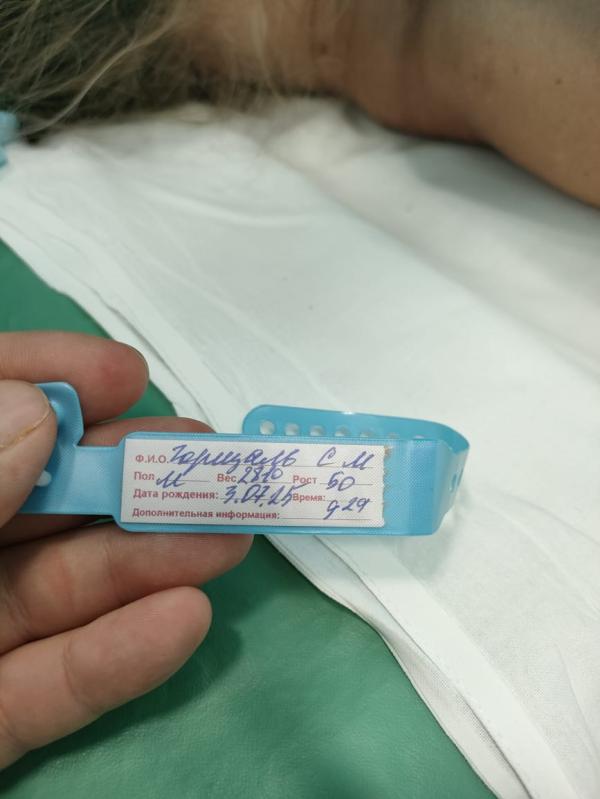 Ф.И.О. С М
Пол М Вес 2810 Рост 50
Дата рождения: 3.07.25 Время: 9 29
Дополнительная информация: